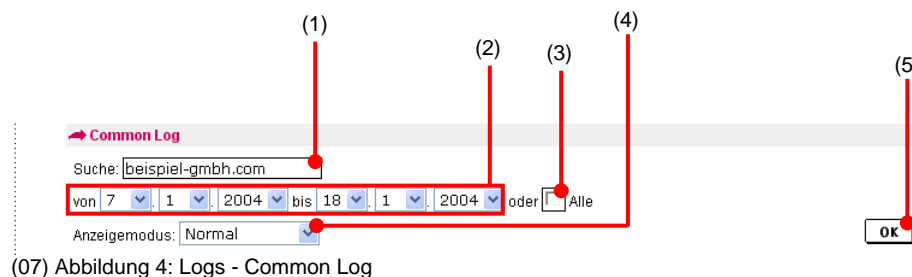 (1)
(4)
(2)
(3)
(5
Common Log
Suche: beispiel-gmbh.com
von 7 . 1 . 2004 bis 18 . 1 . 2004 oder Alle
Anzeigemodus: Normal
OK
(07) Abbildung 4: Logs - Common Log